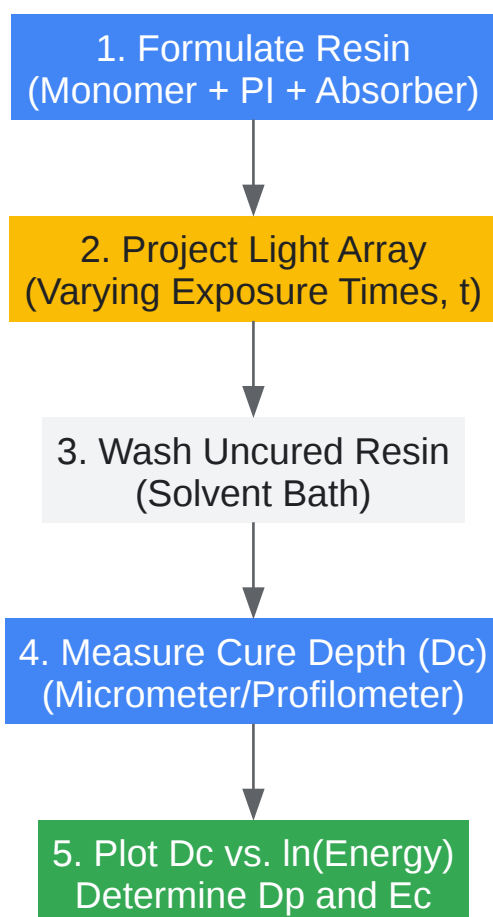 1. Formulate Resin
(Monomer + PI + Absorber)
2. Project Light Array
(Varying Exposure Times, t)
3. Wash Uncured Resin
(Solvent Bath)
4. Measure Cure Depth (Dc)
(Micrometer/Profilometer)
5. Plot Dc vs. ln(Energy)
Determine Dp and Ec